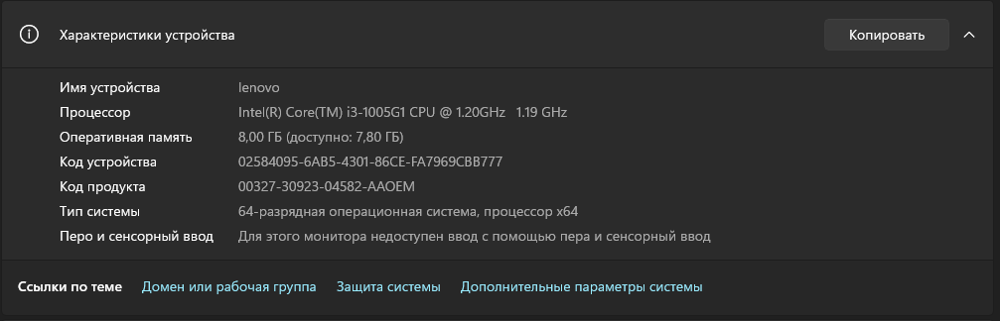 Характеристики устройства
Копировать
Имя устройства lenovo
Процессор Intel(R) Core(TM) i3-1005G1 CPU @ 1.20GHz 1.19 GHz
Оперативная память 8,00 ГБ (доступно: 7,80 ГБ)
Код устройства 02584095-6AB5-4301-86CE-FA7969CBB777
Код продукта 00327-30923-04582-AAOEM
Тип системы 64-разрядная операционная система, процессор x64
Перо и сенсорный ввод Для этого монитора недоступен ввод с помощью пера и сенсорный ввод
Ссылки по теме Домен или рабочая группа Защита системы Дополнительные параметры системы